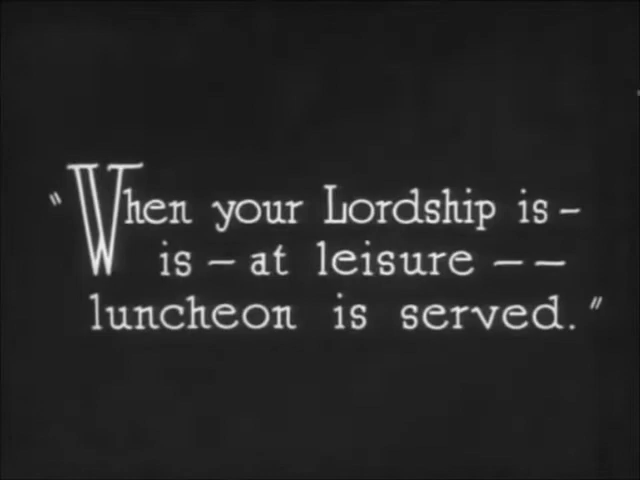 "When your Lordship is –
is – at leisure – –
luncheon is served."